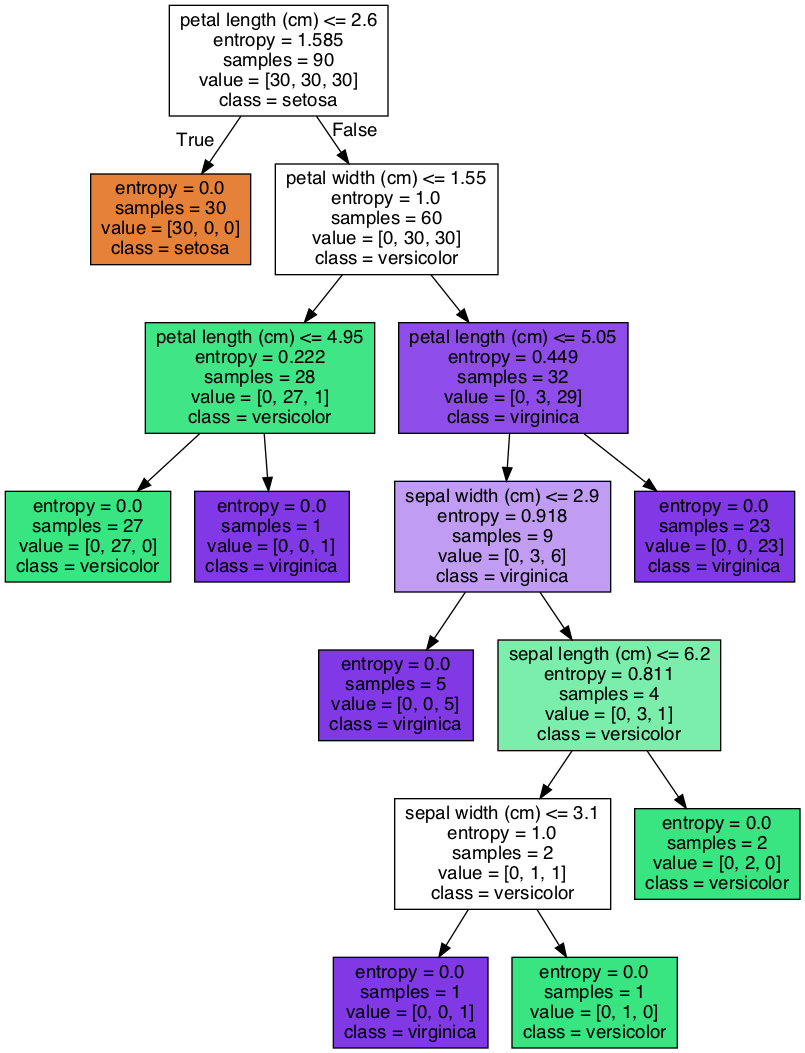 petal length (cm) <= 2.6
entropy = 1.585
samples = 90
value = [30, 30, 30]
class = setosa
True
False
entropy = 0.0
samples = 30
value = [30, 0, 0]
class = setosa
petal width (cm) <= 1.55
entropy = 1.0
samples = 60
value = [0, 30, 30]
class = versicolor
petal length (cm) <= 4.95
entropy = 0.222
samples = 28
value = [0, 27, 1]
class = versicolor
petal length (cm) <= 5.05
entropy = 0.449
samples = 32
value = [0, 3, 29]
class = virginica
entropy = 0.0
samples = 27
value = [0, 27, 0]
class = versicolor
entropy = 0.0
samples = 1
value = [0, 0, 1]
class = virginica
sepal width (cm) <= 2.9
entropy = 0.918
samples = 9
value = [0, 3, 6]
class = virginica
entropy = 0.0
samples = 23
value = [0, 0, 23]
class = virginica
entropy = 0.0
samples = 5
value = [0, 0, 5]
class = virginica
sepal length (cm) <= 6.2
entropy = 0.811
samples = 4
value = [0, 3, 1]
class = versicolor
sepal width (cm) <= 3.1
entropy = 1.0
samples = 2
value = [0, 1, 1]
class = versicolor
entropy = 0.0
samples = 2
value = [0, 2, 0]
class = versicolor
entropy = 0.0
samples = 1
value = [0, 0, 1]
class = virginica
entropy = 0.0
samples = 1
value = [0, 1, 0]
class = versicolor